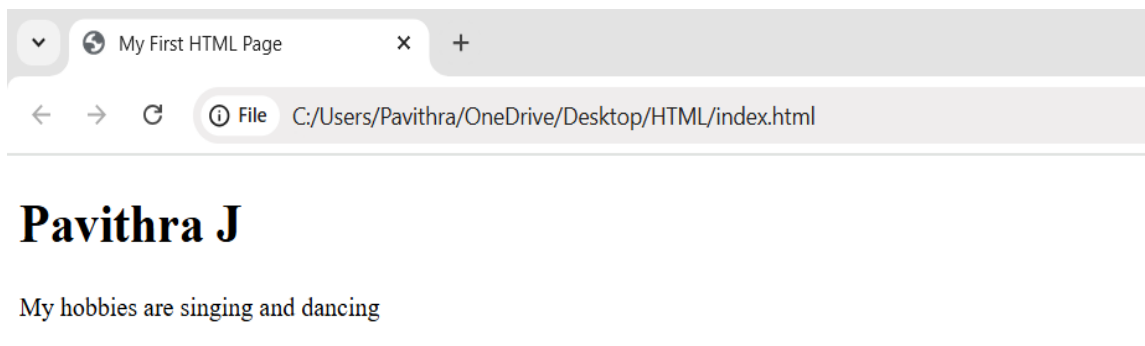 My First HTML Page
File C:/Users/Pavithra/OneDrive/Desktop/HTML/index.html
Pavithra J
My hobbies are singing and dancing